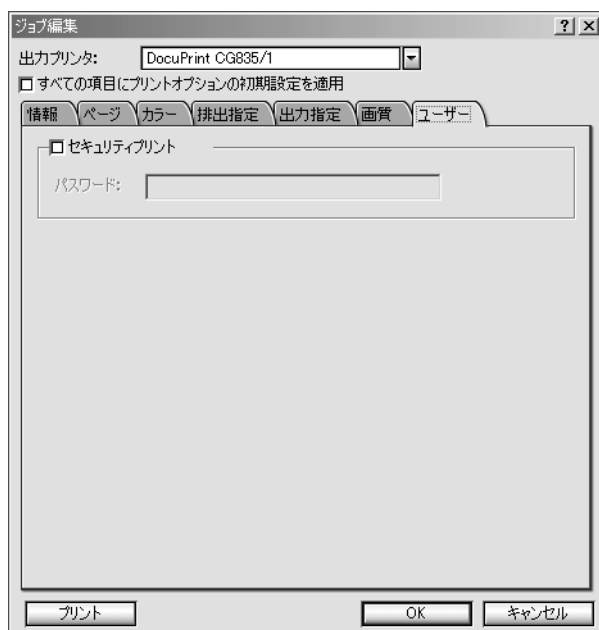 ジョブ編集
出力プリンタ: DocuPrint CG835/1
すべての項目にプリントオプションの初期設定を適用
情報 ページ カラー 排出指定 出力指定 画質 ユーザー
セキュリティプリント
パスワード:
プリント OK キャンセル